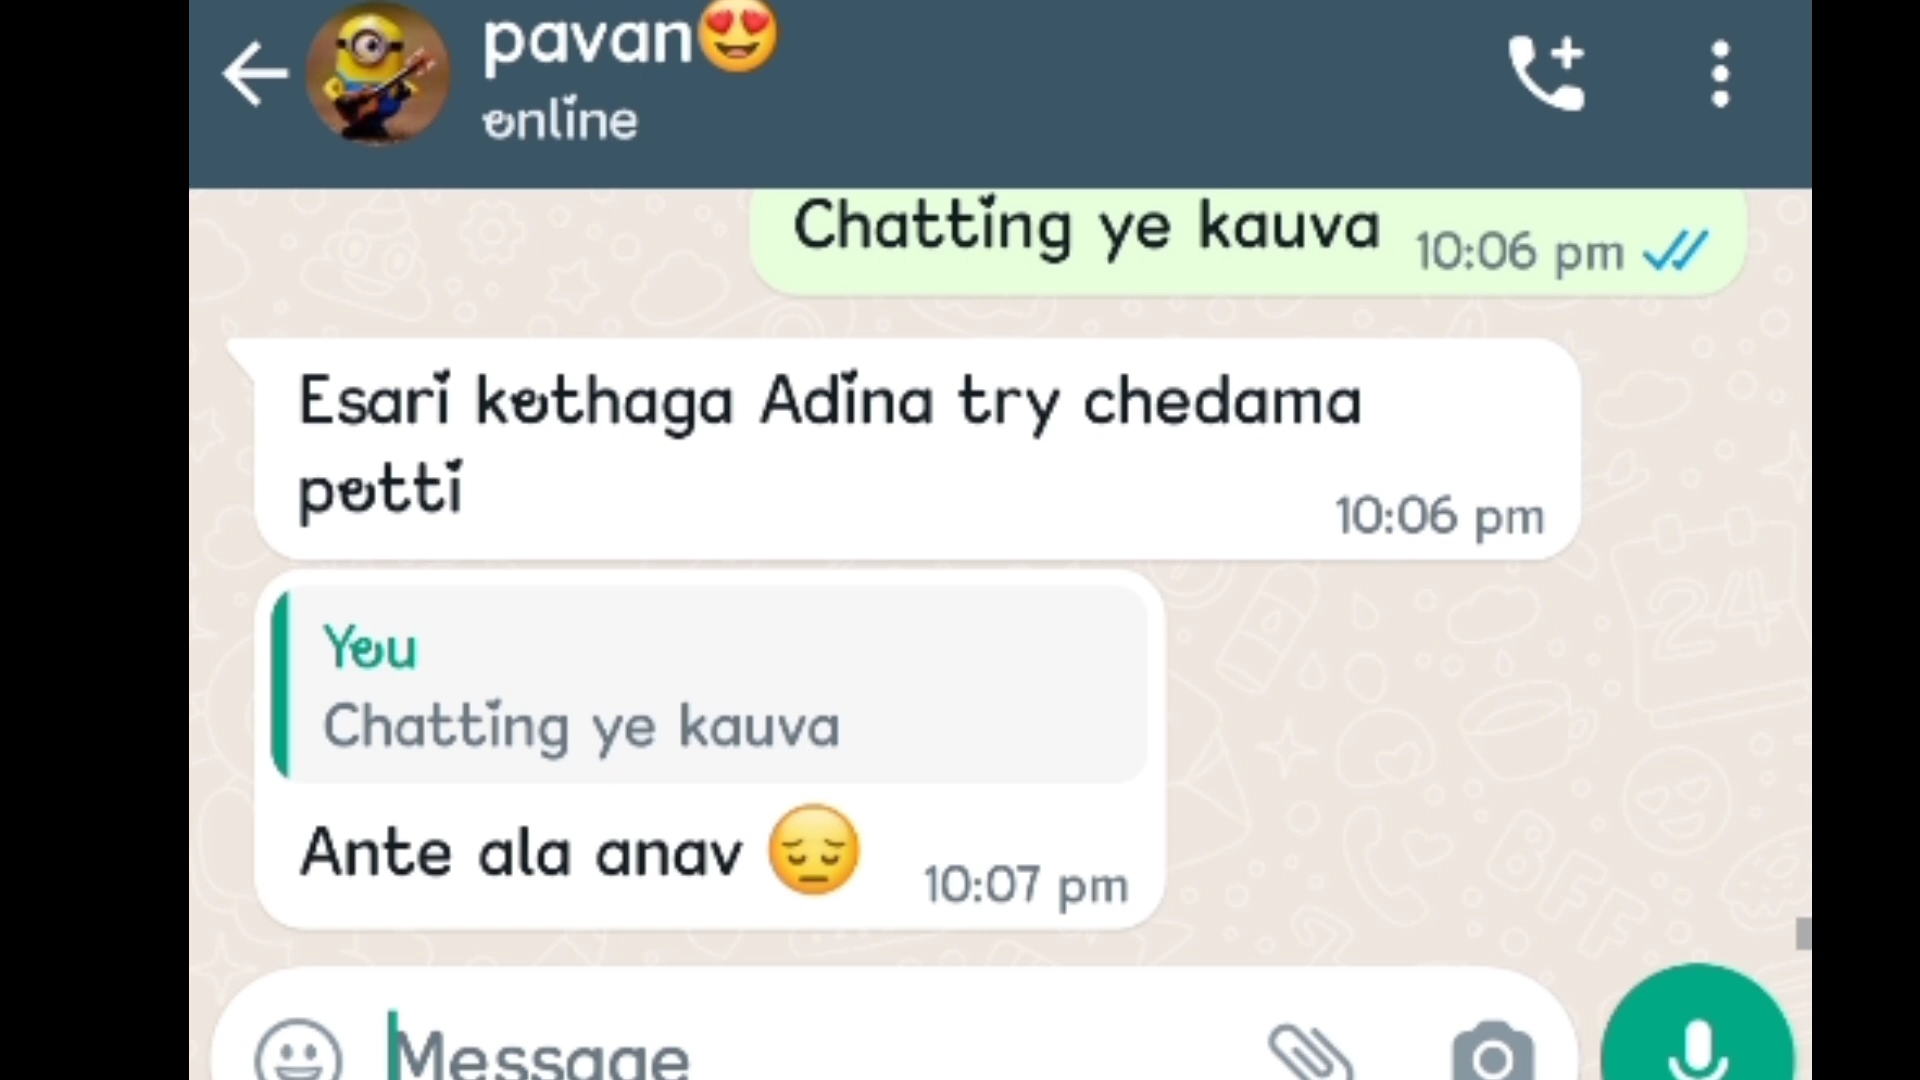 pavan😍
online
Chatting ye kauva 10:06 pm
Esari kothaga Adina try chedama
potti
10:06 pm
You
Chatting ye kauva
Ante ala anav 😔 10:07 pm
Message